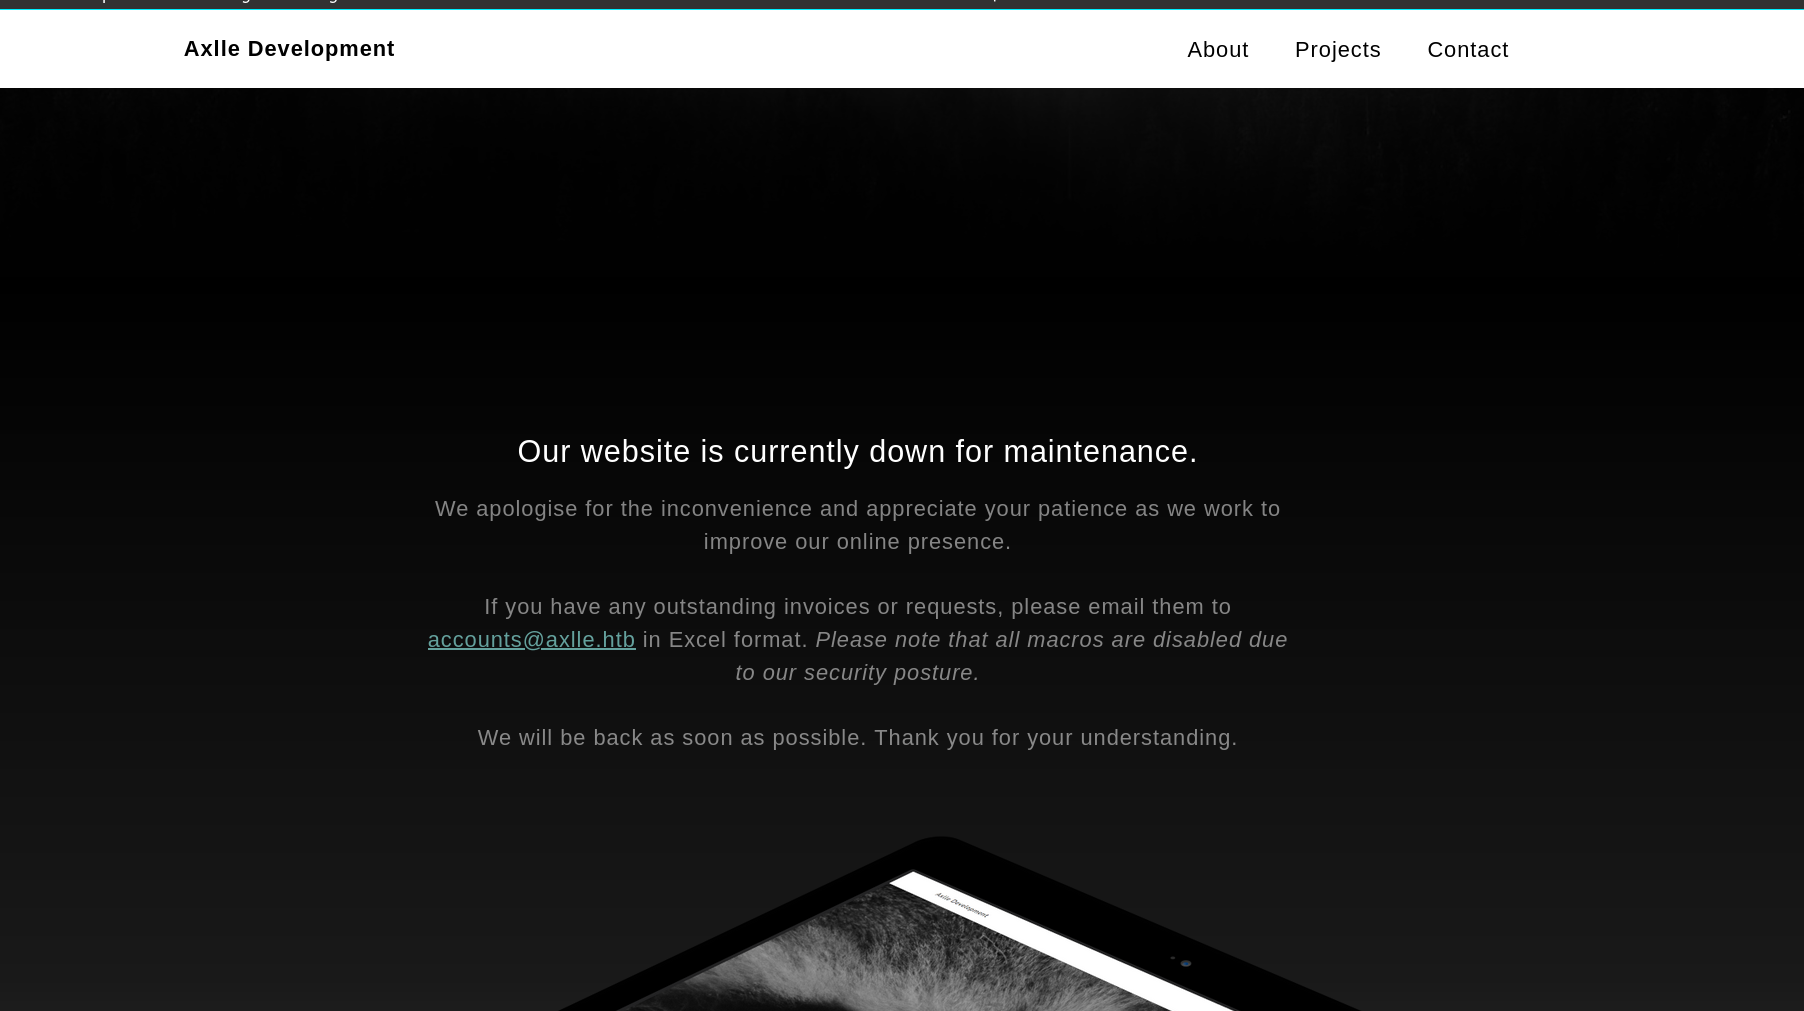 Axlle Development
About Projects Contact
Our website is currently down for maintenance.
We apologise for the inconvenience and appreciate your patience as we work to
improve our online presence.
If you have any outstanding invoices or requests, please email them to
accounts@axlle.htb in Excel format. Please note that all macros are disabled due
to our security posture.
We will be back as soon as possible. Thank you for your understanding.
Axlle Development